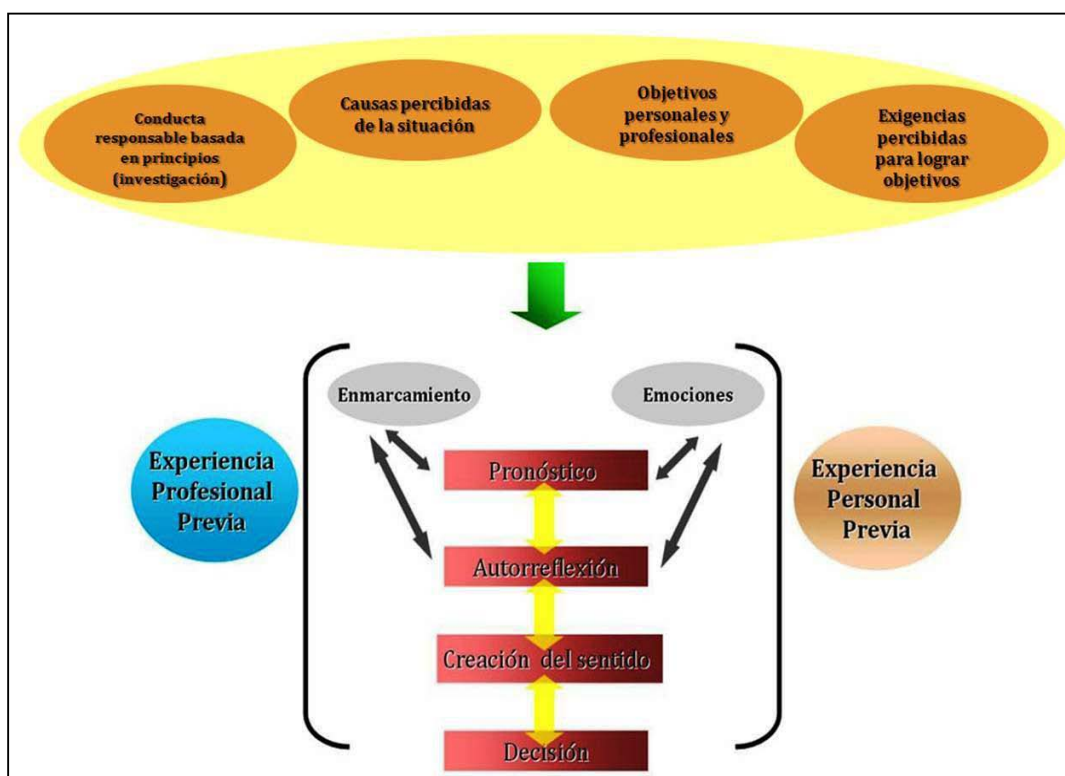 Conducta
responsable basada
en principios
(investigación)
Causas percibidas
de la situación
Objetivos
personales y
profesionales
Exigencias
percibidas
para lograr
objetivos
Enmarcamiento
Emociones
Experiencia
Profesional
Previa
Pronóstico
Autorreflexión
Creación del sentido
Decisión
Experiencia
Personal
Previa